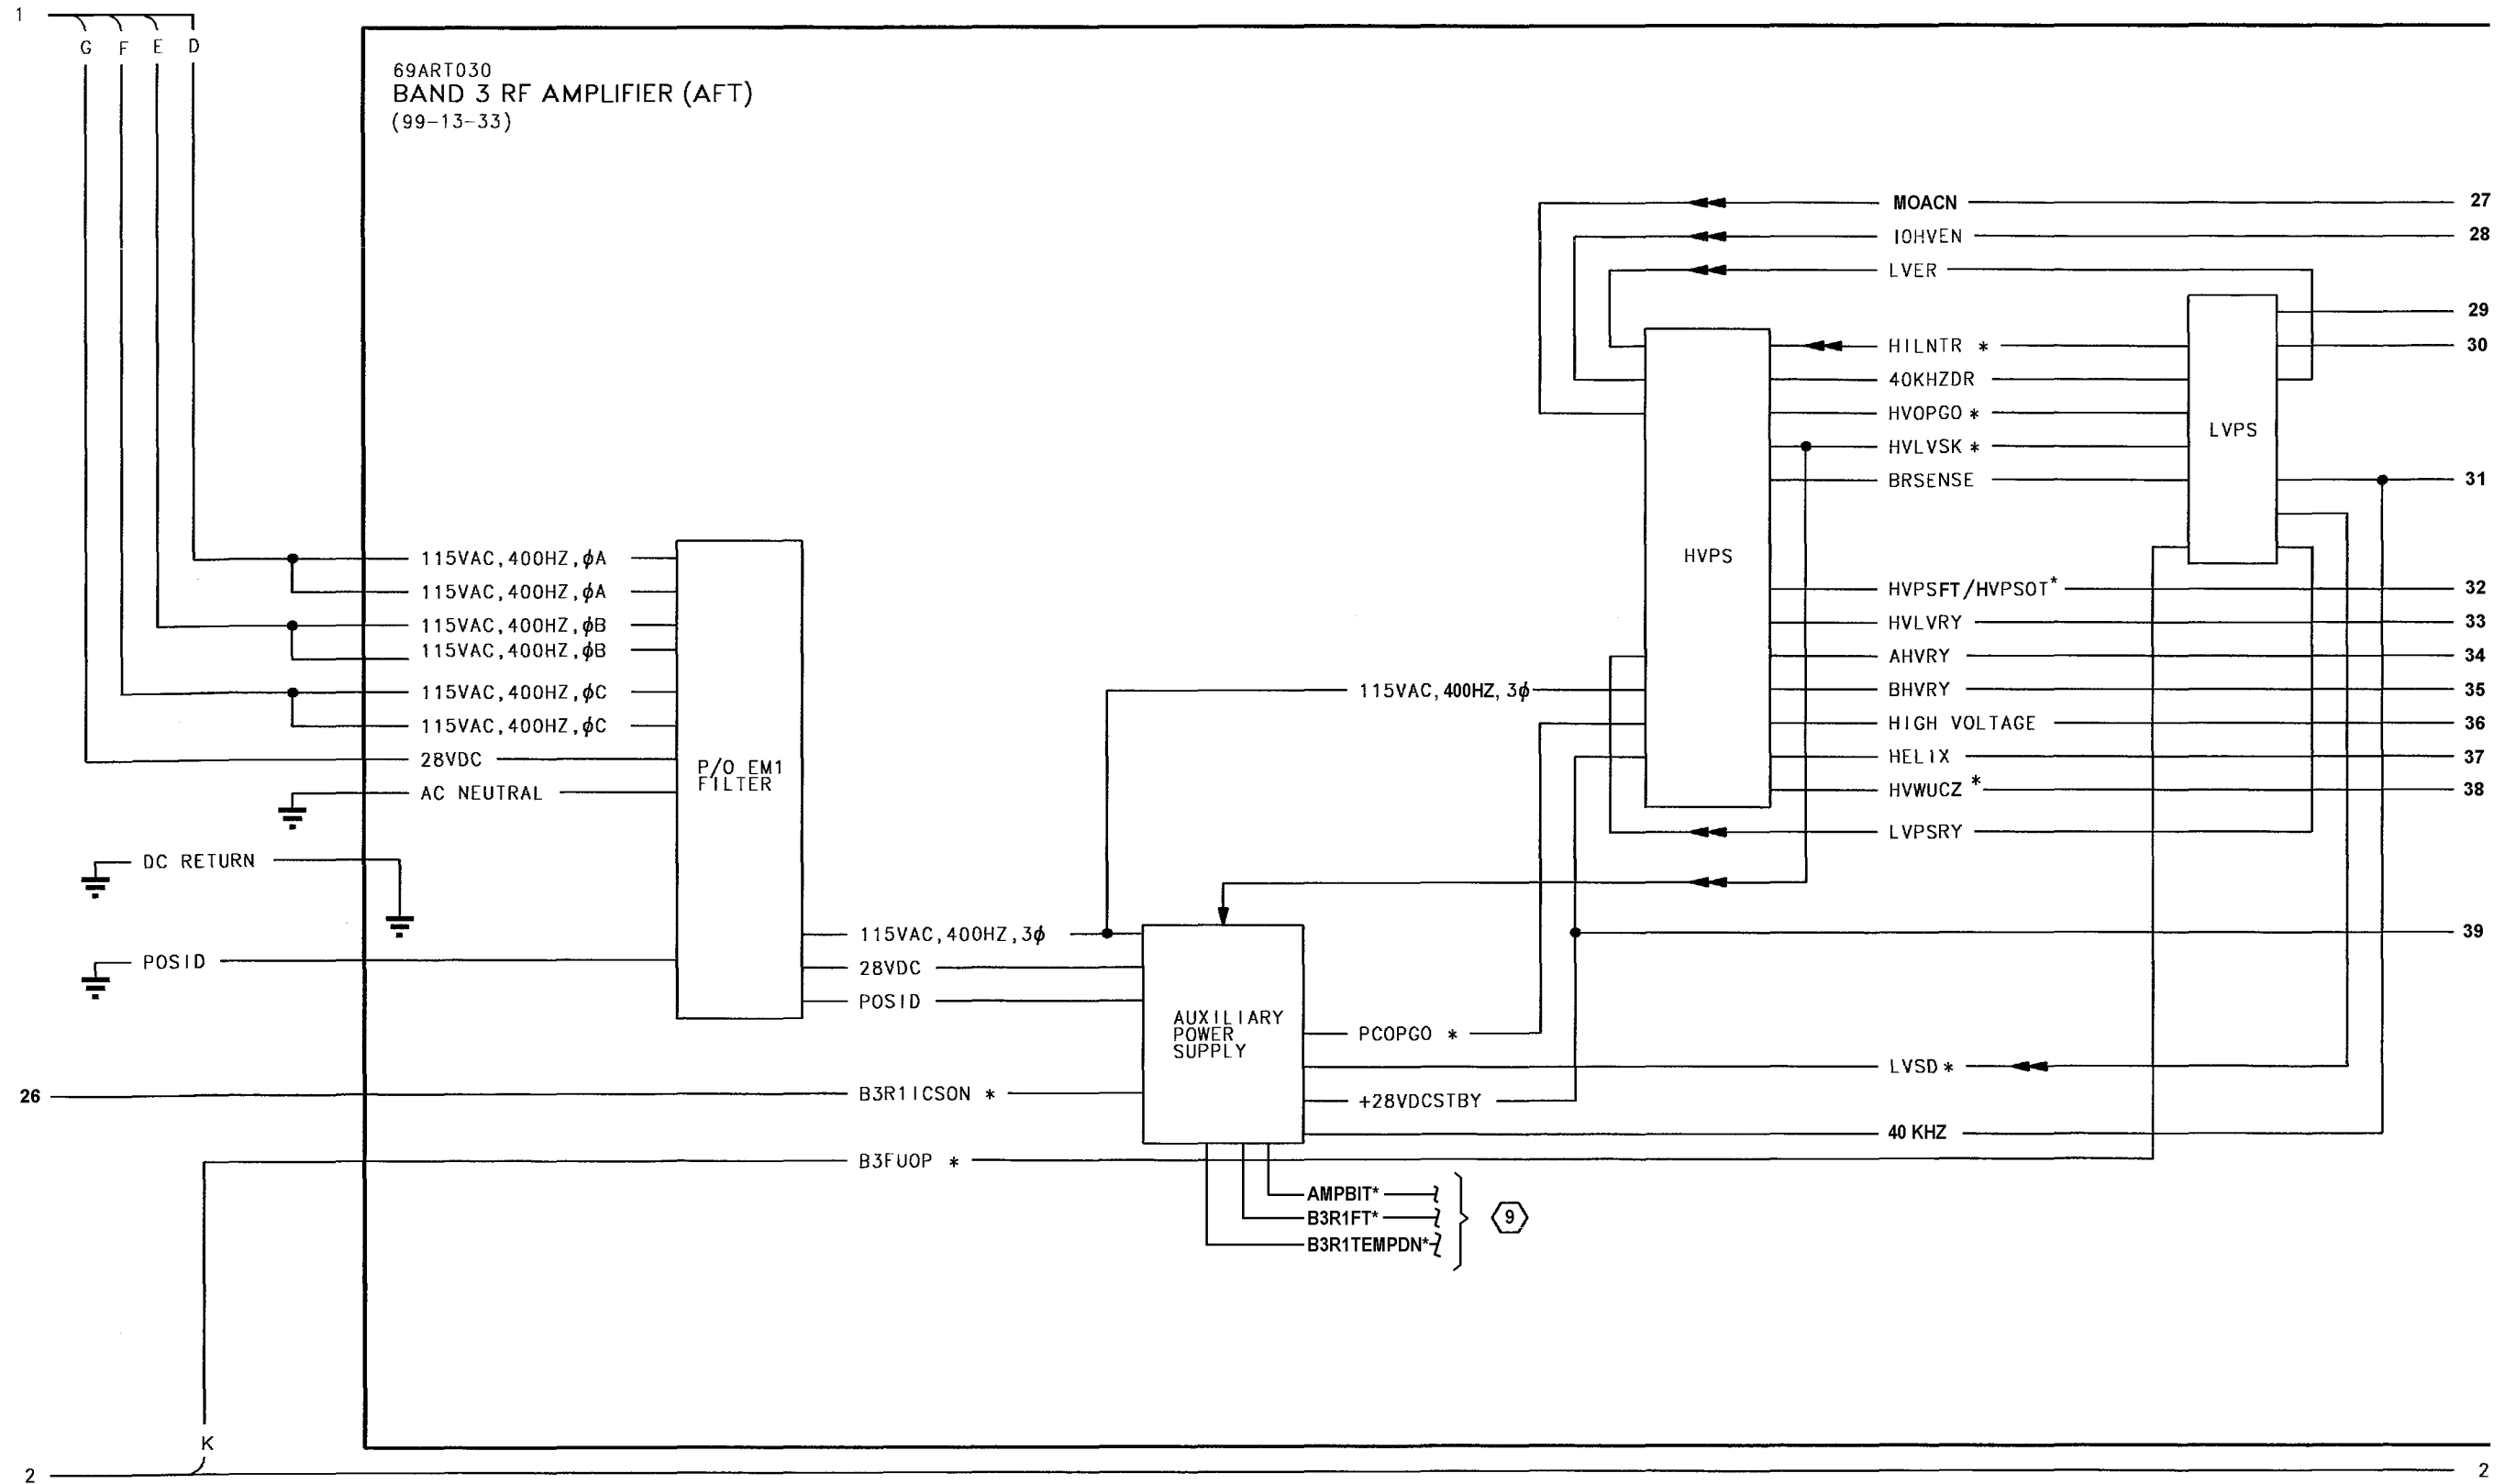 1
G F E D
69ART030
BAND 3 RF AMPLIFIER (AFT)
(99-13-33)
MOACN 27
IOHVEN 28
LVER
29
HILNTR * 30
40KHZDR
HVOPGO *
HVLVSK *
LVPS
BRSENSE 31
HVPS
115VAC,400HZ,ϕA
115VAC,400HZ,ϕA
115VAC,400HZ,ϕB
115VAC,400HZ,ϕB
115VAC,400HZ,ϕC
115VAC,400HZ,ϕC
28VDC
AC NEUTRAL
P/O EM1
FILTER
HVPSFT/HVPSOT* 32
HVLVRY 33
AHVRY 34
115VAC,400HZ,3ϕ
BHVRY 35
HIGH VOLTAGE 36
HELIX 37
HVWUCZ * 38
LVPSRY
DC RETURN
POSID
115VAC,400HZ,3ϕ
28VDC
POSID
39
AUXILIARY
POWER
SUPPLY
PCOPGO *
LVSD *
26
B3R1ICSON *
+28VDCSTBY
40 KHZ
B3FUOP *
AMPBIT*
B3R1FT*
B3R1TEMPDN*
9
K
2
2